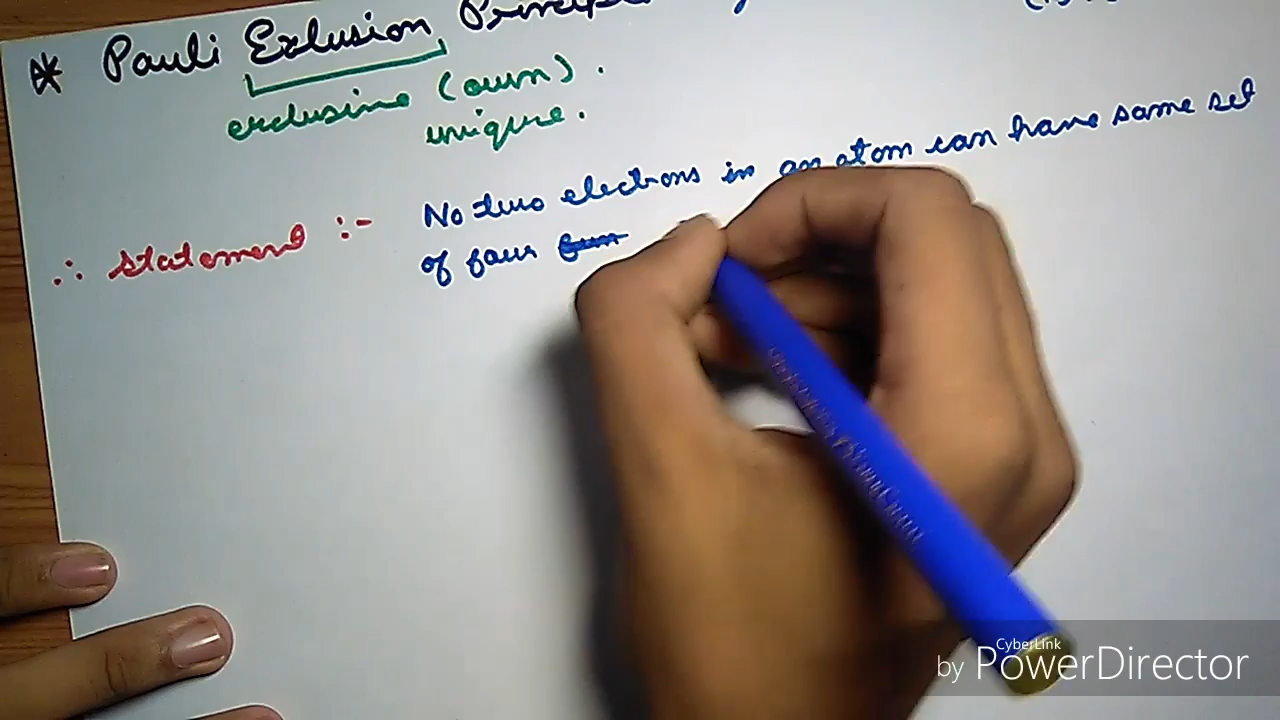 * Pauli Exlusion Principle
exclusive (own).
unique.
∴ Statement :- No two electrons in an atom can have same set
of four
CyberLink
by PowerDirector